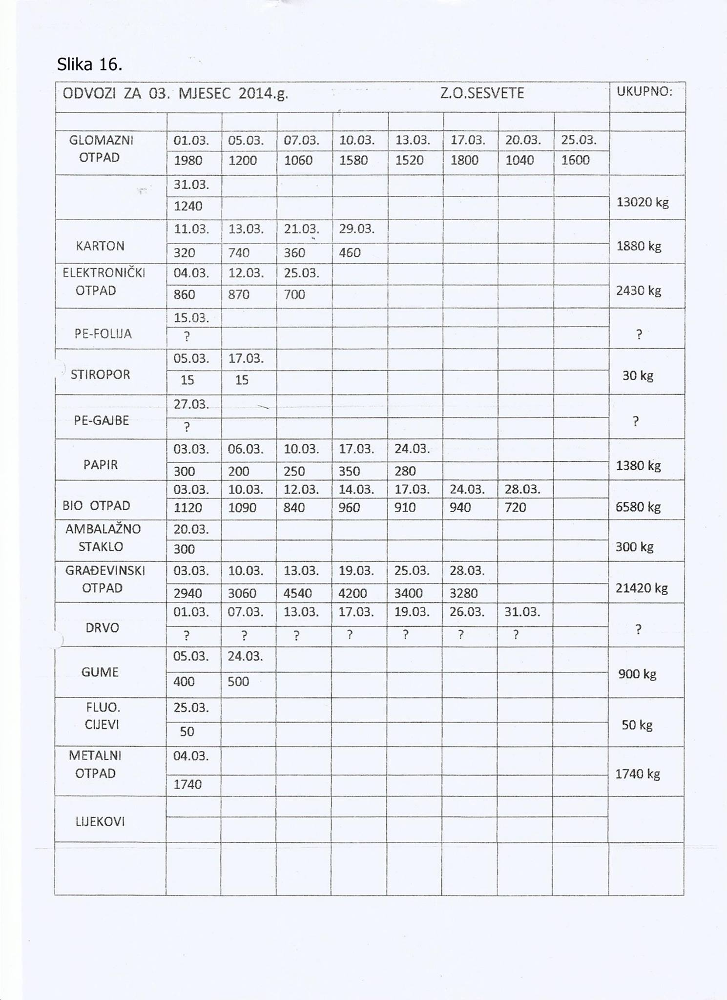 Slika 16.
ODVOZI ZA 03. MJESEC 2014.g. Z.O.SESVETE UKUPNO:
GLOMAZNI OTPAD 01.03. 05.03. 07.03. 10.03. 13.03. 17.03. 20.03. 25.03.
1980 1200 1060 1580 1520 1800 1040 1600
31.03.
1240 13020 kg
KARTON 11.03. 13.03. 21.03. 29.03.
320 740 360 460 1880 kg
ELEKTRONIČKI OTPAD 04.03. 12.03. 25.03.
860 870 700 2430 kg
PE-FOLIJA 15.03.
? ?
STIROPOR 05.03. 17.03.
15 15 30 kg
PE-GAJBE 27.03.
? ?
PAPIR 03.03. 06.03. 10.03. 17.03. 24.03.
300 200 250 350 280 1380 kg
BIO OTPAD 03.03. 10.03. 12.03. 14.03. 17.03. 24.03. 28.03.
1120 1090 840 960 910 940 720 6580 kg
AMBALAŽNO STAKLO 20.03.
300 300 kg
GRAĐEVINSKI OTPAD 03.03. 10.03. 13.03. 19.03. 25.03. 28.03.
2940 3060 4540 4200 3400 3280 21420 kg
DRVO 01.03. 07.03. 13.03. 17.03. 19.03. 26.03. 31.03.
? ? ? ? ? ? ? ?
GUME 05.03. 24.03.
400 500 900 kg
FLUO. CIJEVI 25.03.
50 50 kg
METALNI OTPAD 04.03.
1740 1740 kg
LIJEKOVI